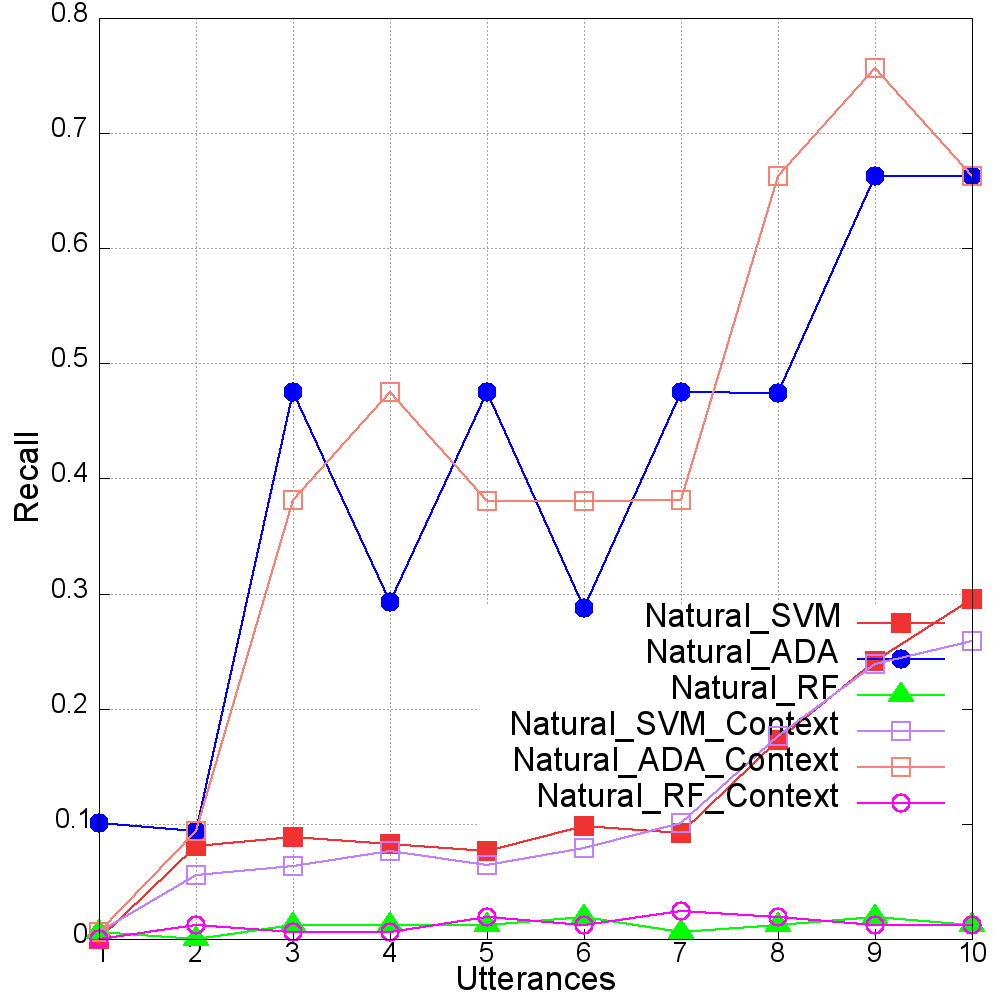 0.8
0.7
0.6
0.5
0.4
0.3
0.2
0.1
0
Recall
Natural_SVM
Natural_ADA
Natural_RF
Natural_SVM_Context
Natural_ADA_Context
Natural_RF_Context
1 2 3 4 5 6 7 8 9 10
Utterances